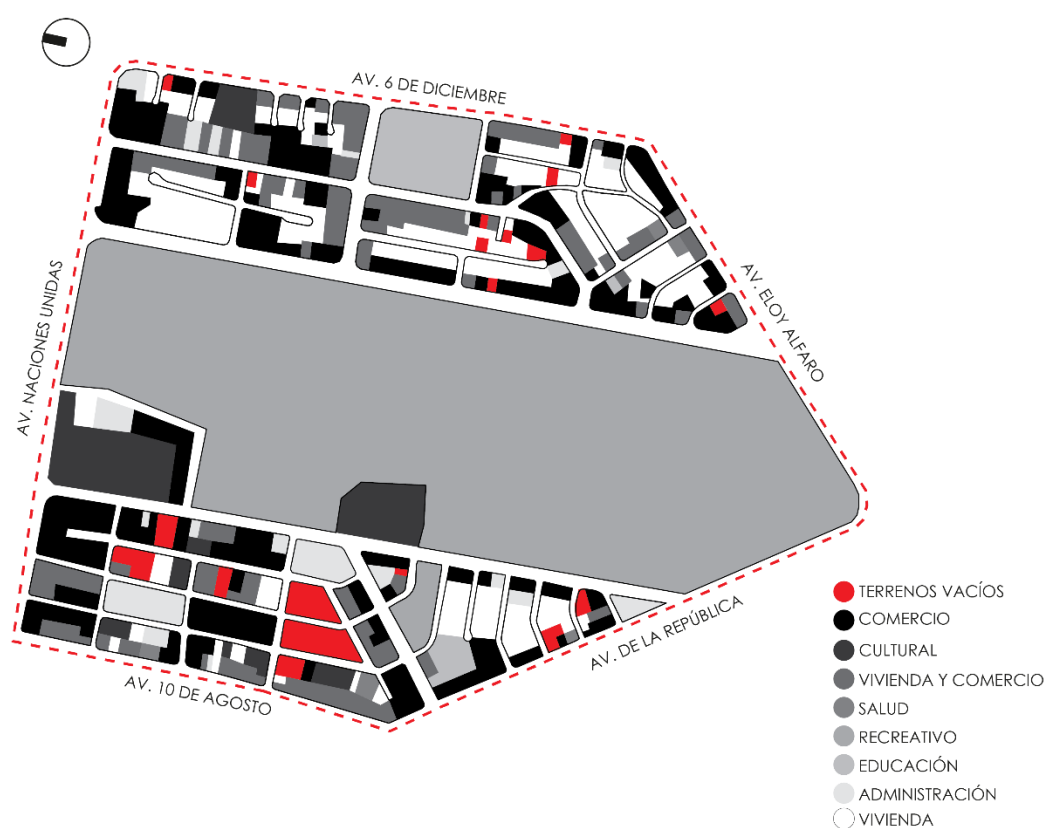 AV. 6 DE DICIEMBRE
AV. NACIONES UNIDAS
AV. ELOY ALFARO
AV. DE LA REPÚBLICA
AV. 10 DE AGOSTO
TERRENOS VACÍOS
COMERCIO
CULTURAL
VIVIENDA Y COMERCIO
SALUD
RECREATIVO
EDUCACIÓN
ADMINISTRACIÓN
VIVIENDA